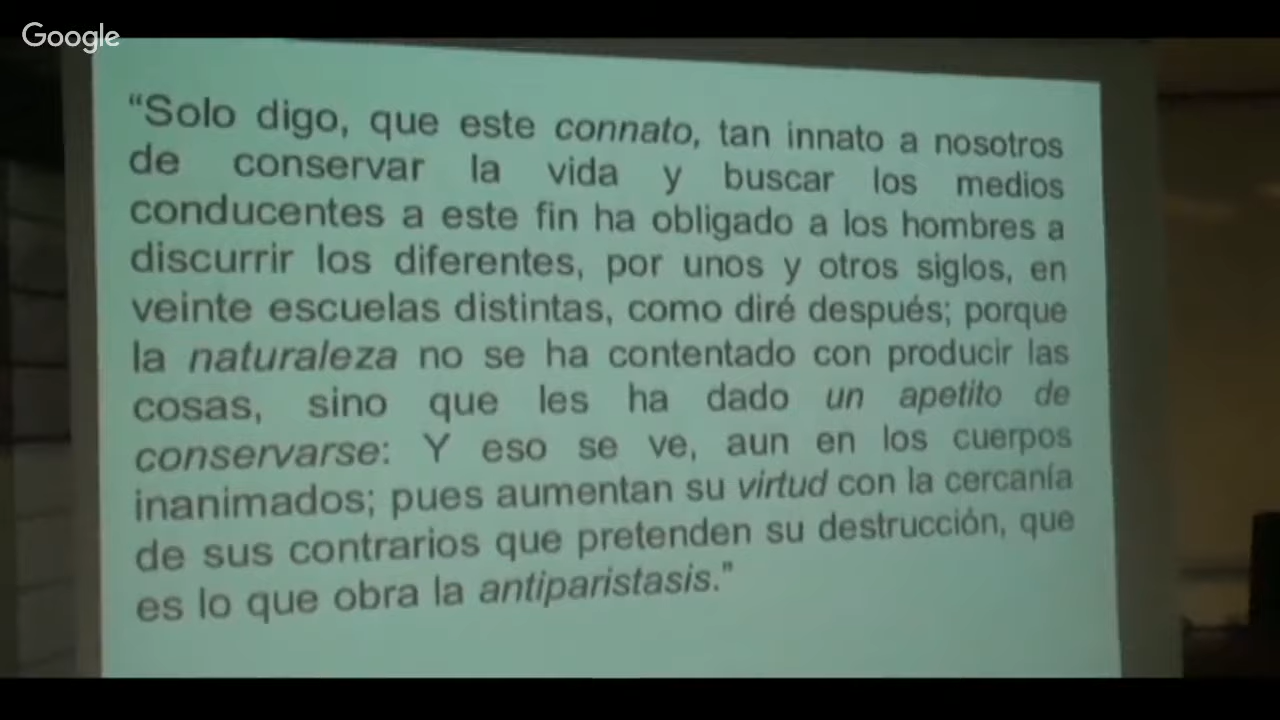 Google
“Solo digo, que este connato, tan innato a nosotros
de conservar la vida y buscar los medios
conducentes a este fin ha obligado a los hombres a
discurrir los diferentes, por unos y otros siglos, en
veinte escuelas distintas, como diré después; porque
la naturaleza no se ha contentado con producir las
cosas, sino que les ha dado un apetito de
conservarse: Y eso se ve, aun en los cuerpos
inanimados; pues aumentan su virtud con la cercanía
de sus contrarios que pretenden su destrucción, que
es lo que obra la antiparistasis.”